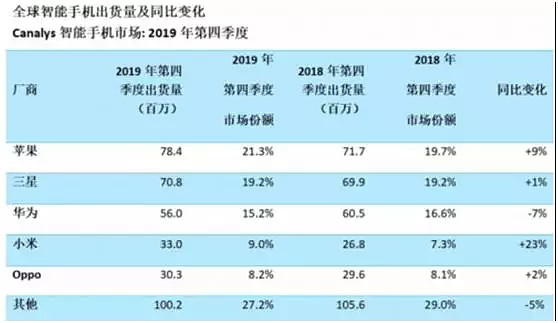 全球智能手机出货量及同比变化
Canalys 智能手机市场: 2019 年第四季度
厂商 2019 年第四季度出货量（百万） 2019 年第四季度市场份额 2018 年第四季度出货量（百万） 2018 年第四季度市场份额 同比变化
苹果 78.4 21.3% 71.7 19.7% +9%
三星 70.8 19.2% 69.9 19.2% +1%
华为 56.0 15.2% 60.5 16.6% -7%
小米 33.0 9.0% 26.8 7.3% +23%
Oppo 30.3 8.2% 29.6 8.1% +2%
其他 100.2 27.2% 105.6 29.0% -5%